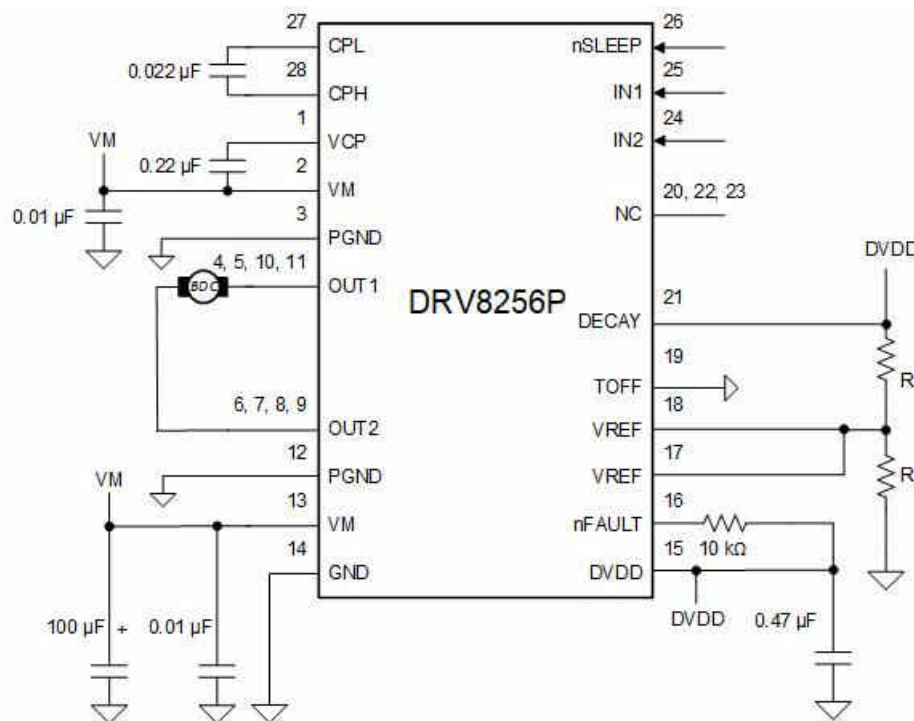 27
CPL
0.022 µF
28
CPH
1
VCP
VM
0.22 µF
2
VM
0.01 µF
3
PGND
4, 5, 10, 11
BDC
OUT1
6, 7, 8, 9
OUT2
12
PGND
VM
13
VM
14
GND
100 µF +
0.01 µF
DRV8256P
26
nSLEEP
25
IN1
24
IN2
20, 22, 23
NC
DVDD
21
DECAY
R
19
TOFF
18
VREF
17
VREF
R
16
nFAULT
10 kΩ
15
DVDD
DVDD
0.47 µF